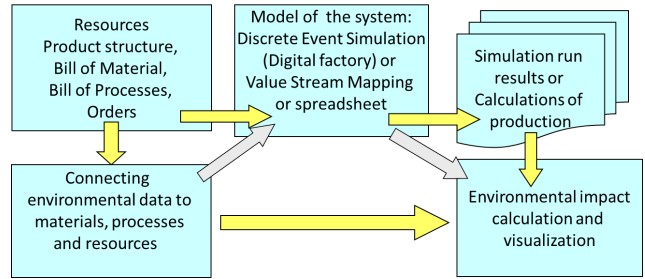 Resources
Product structure,
Bill of Material,
Bill of Processes,
Orders
Model of the system:
Discrete Event Simulation
(Digital factory) or
Value Stream Mapping
or spreadsheet
Simulation run
results or
Calculations of
production
Connecting
environmental data to
materials, processes
and resources
Environmental impact
calculation and
visualization